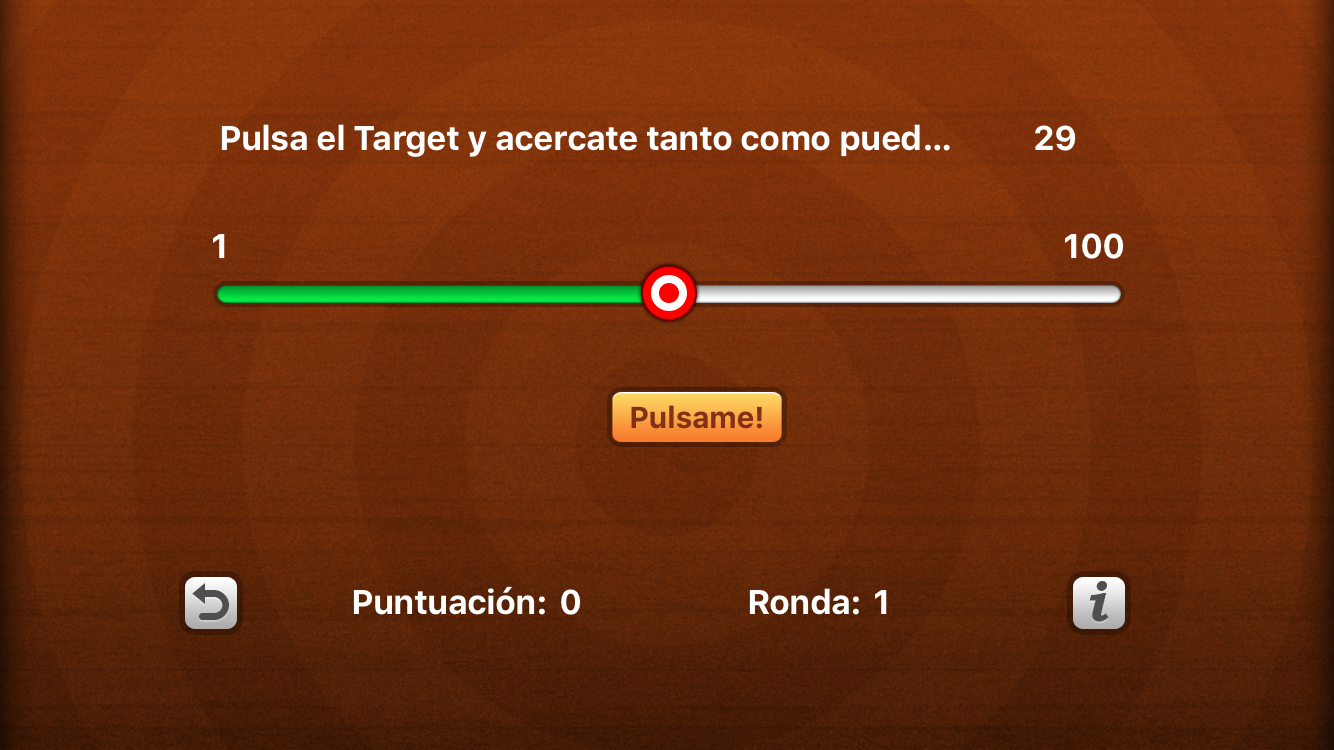 Pulsa el Target y acercate tanto como pued... 29
1 100
Pulsame!
Puntuación: 0 Ronda: 1